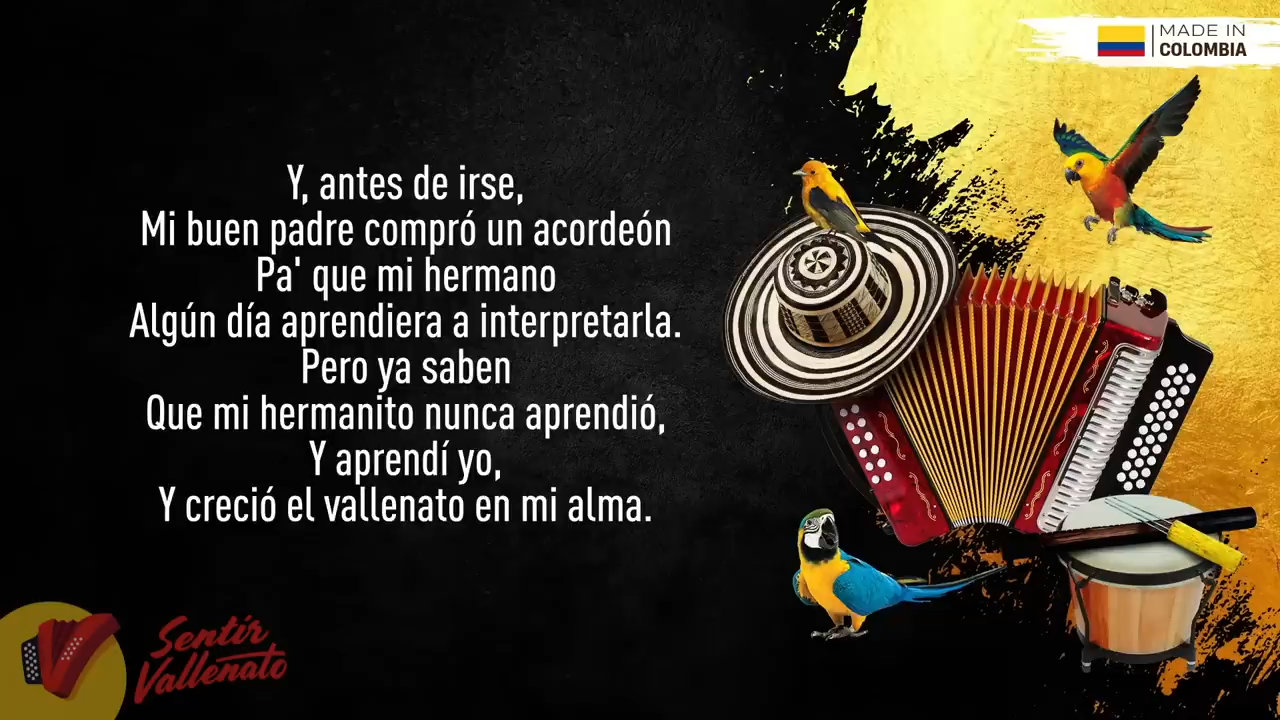 MADE IN
COLOMBIA
Y, antes de irse,
Mi buen padre compró un acordeón
Pa' que mi hermano
Algún día aprendiera a interpretarla.
Pero ya saben
Que mi hermanito nunca aprendió,
Y aprendí yo,
Y creció el vallenato en mi alma.
Sentir
Vallenato